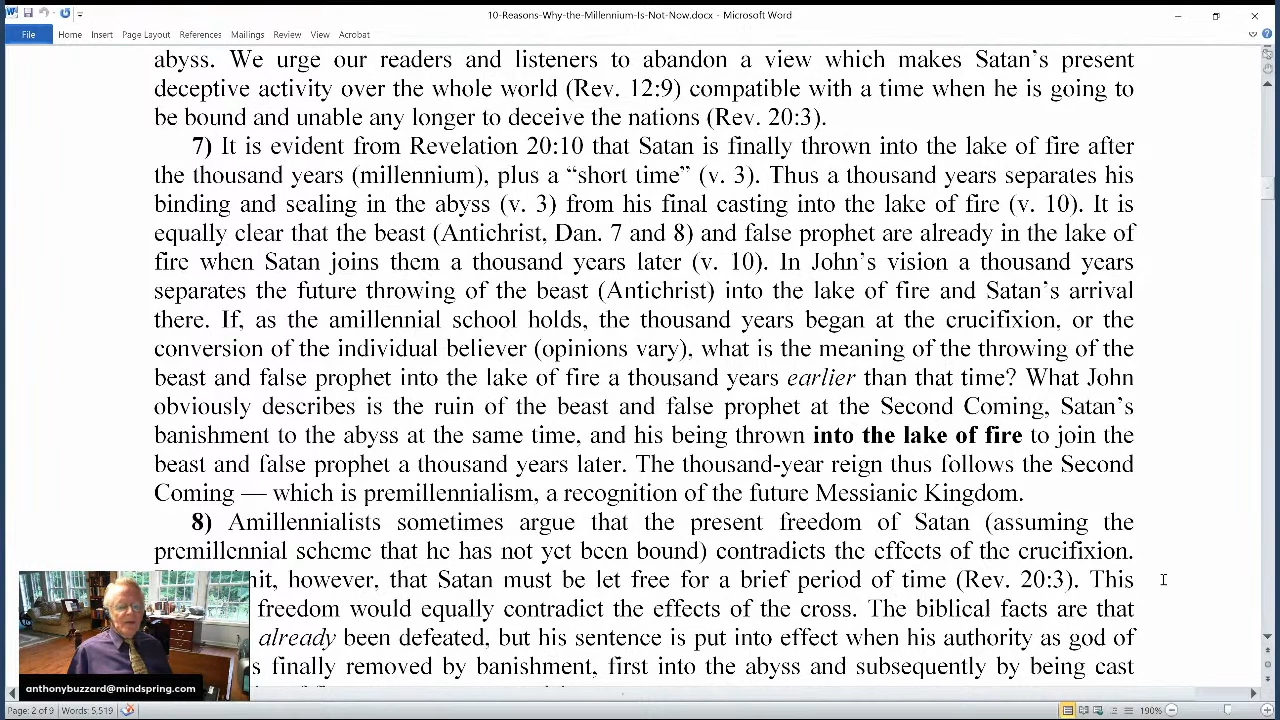 10-Reasons-Why-the-Millennium-Is-Not-Now.docx - Microsoft Word
File Home Insert Page Layout References Mailings Review View Acrobat
abyss. We urge our readers and listeners to abandon a view which makes Satan's present
deceptive activity over the whole world (Rev. 12:9) compatible with a time when he is going to
be bound and unable any longer to deceive the nations (Rev. 20:3).
7) It is evident from Revelation 20:10 that Satan is finally thrown into the lake of fire after
the thousand years (millennium), plus a “short time” (v. 3). Thus a thousand years separates his
binding and sealing in the abyss (v. 3) from his final casting into the lake of fire (v. 10). It is
equally clear that the beast (Antichrist, Dan. 7 and 8) and false prophet are already in the lake of
fire when Satan joins them a thousand years later (v. 10). In John's vision a thousand years
separates the future throwing of the beast (Antichrist) into the lake of fire and Satan's arrival
there. If, as the amillennial school holds, the thousand years began at the crucifixion, or the
conversion of the individual believer (opinions vary), what is the meaning of the throwing of the
beast and false prophet into the lake of fire a thousand years earlier than that time? What John
obviously describes is the ruin of the beast and false prophet at the Second Coming, Satan's
banishment to the abyss at the same time, and his being thrown into the lake of fire to join the
beast and false prophet a thousand years later. The thousand-year reign thus follows the Second
Coming — which is premillennialism, a recognition of the future Messianic Kingdom.
8) Amillennialists sometimes argue that the present freedom of Satan (assuming the
premillennial scheme that he has not yet been bound) contradicts the effects of the crucifixion.
however, that Satan must be let free for a brief period of time (Rev. 20:3). This
freedom would equally contradict the effects of the cross. The biblical facts are that
already been defeated, but his sentence is put into effect when his authority as god of
finally removed by banishment, first into the abyss and subsequently by being cast
anthonybuzzard@mindspring.com
Page: 2 of 9 Words: 5,519 190%